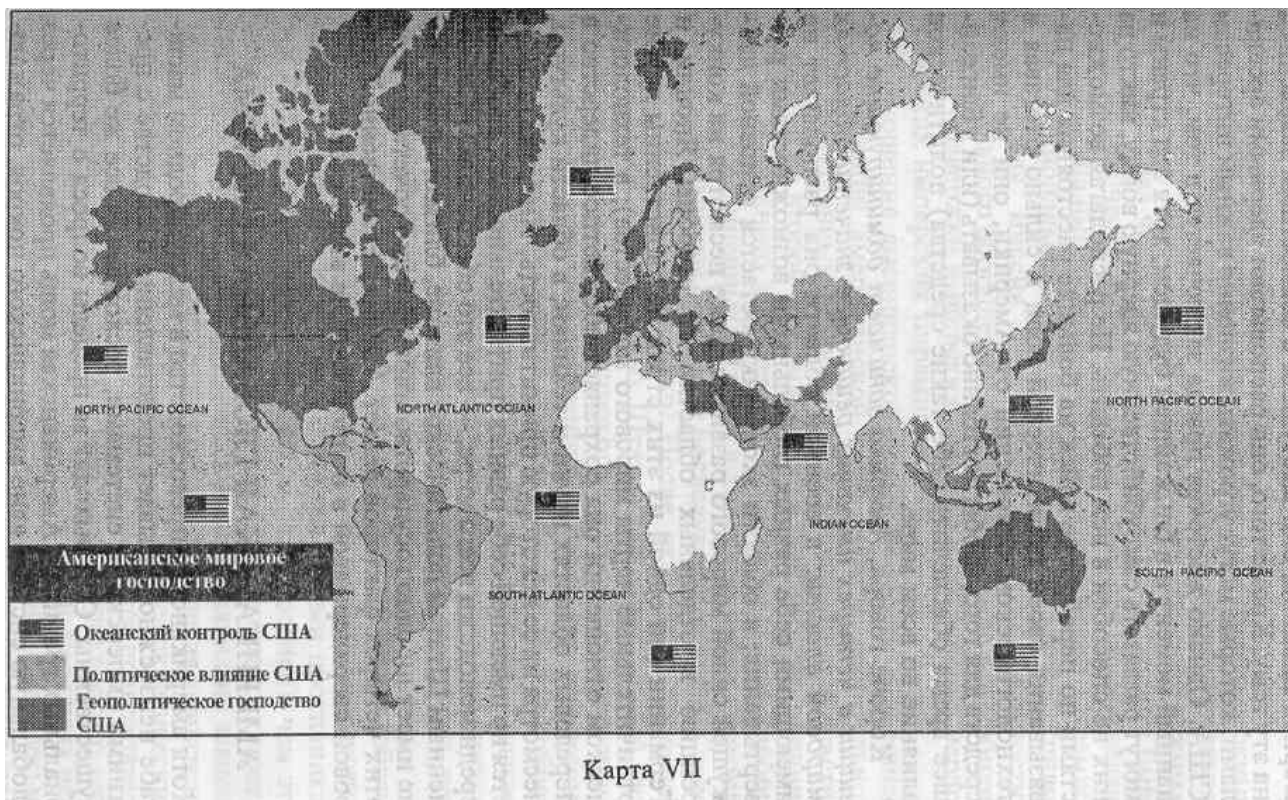 NORTH PACIFIC OCEAN
NORTH ATLANTIC OCEAN
NORTH PACIFIC OCEAN
INDIAN OCEAN
SOUTH ATLANTIC OCEAN
SOUTH PACIFIC OCEAN
Американское мировое
господство
Океанский контроль США
Политическое влияние США
Геополитическое господство
США
Карта VII